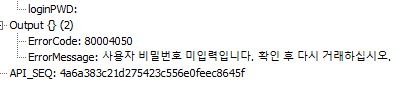 loginPWD:
Output {} (2)
ErrorCode: 80004050
ErrorMessage: 사용자 비밀번호 미입력입니다. 확인 후 다시 거래하십시오.
API_SEQ: 4a6a383c21d275423c556e0feec8645f